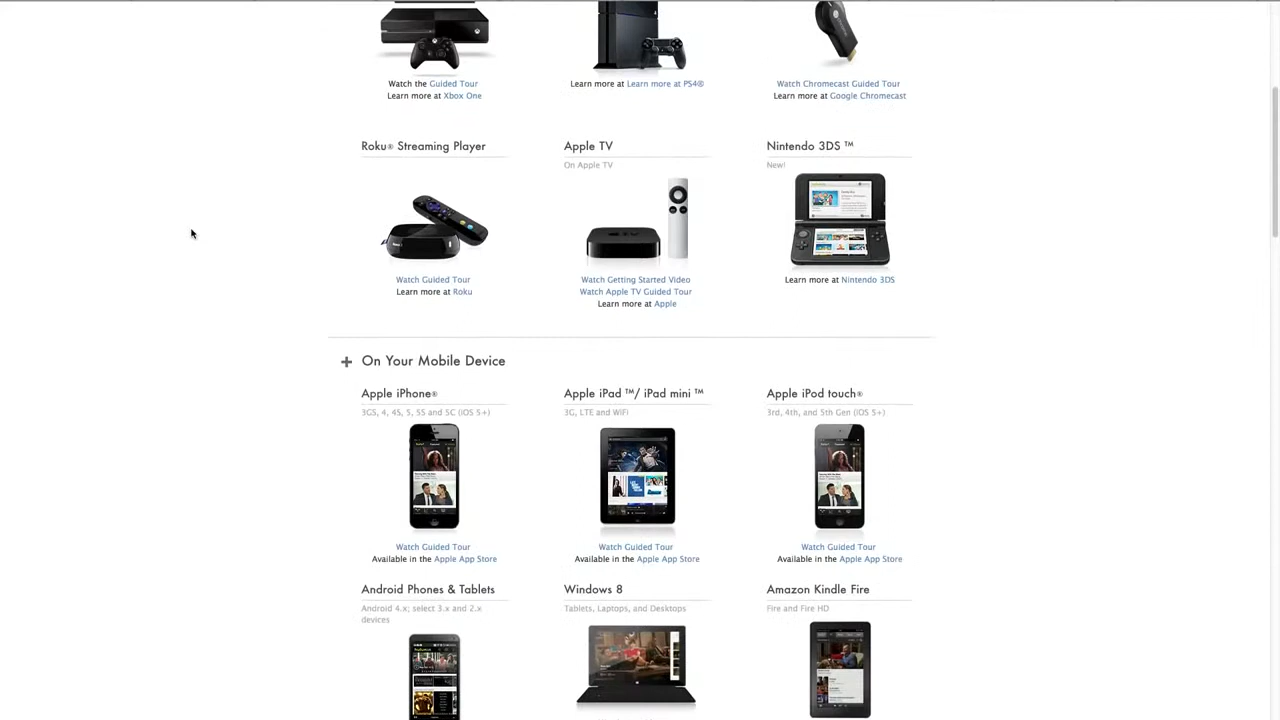 Watch the Guided Tour
Learn more at Xbox One
Learn more at Learn more at PS4®
Watch Chromecast Guided Tour
Learn more at Google Chromecast
Roku® Streaming Player
Apple TV
On Apple TV
Nintendo 3DS ™
New!
Watch Guided Tour
Learn more at Roku
Watch Getting Started Video
Watch Apple TV Guided Tour
Learn more at Apple
Learn more at Nintendo 3DS
+ On Your Mobile Device
Apple iPhone®
3GS, 4, 4S, 5, 5S and 5C (iOS 5+)
Apple iPad ™/ iPad mini ™
3G, LTE and WiFi
Apple iPod touch®
3rd, 4th, and 5th Gen (iOS 5+)
Watch Guided Tour
Available in the Apple App Store
Watch Guided Tour
Available in the Apple App Store
Watch Guided Tour
Available in the Apple App Store
Android Phones & Tablets
Android 4.x; select 3.x and 2.x
devices
Windows 8
Tablets, Laptops, and Desktops
Amazon Kindle Fire
Fire and Fire HD